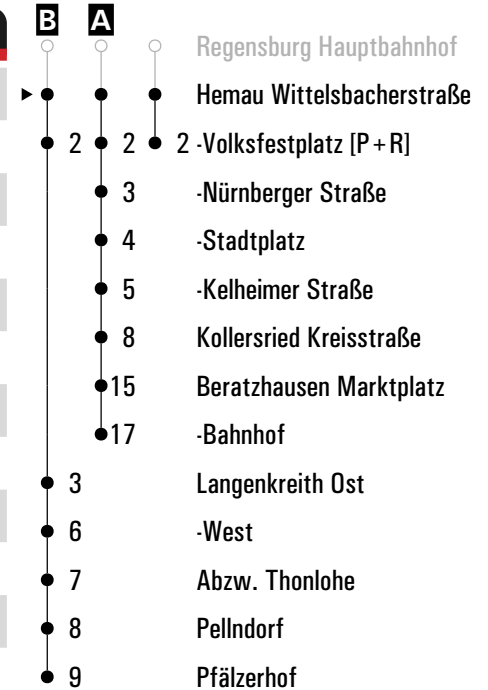 B A
Regensburg Hauptbahnhof
Hemau Wittelsbacherstraße
2 2 2 -Volksfestplatz [P+R]
3 -Nürnberger Straße
4 -Stadtplatz
5 -Kelheimer Straße
8 Kollersried Kreisstraße
15 Beratzhausen Marktplatz
17 -Bahnhof
3 Langenkreith Ost
6 -West
7 Abzw. Thonlohe
8 Pellndorf
9 Pfälzerhof